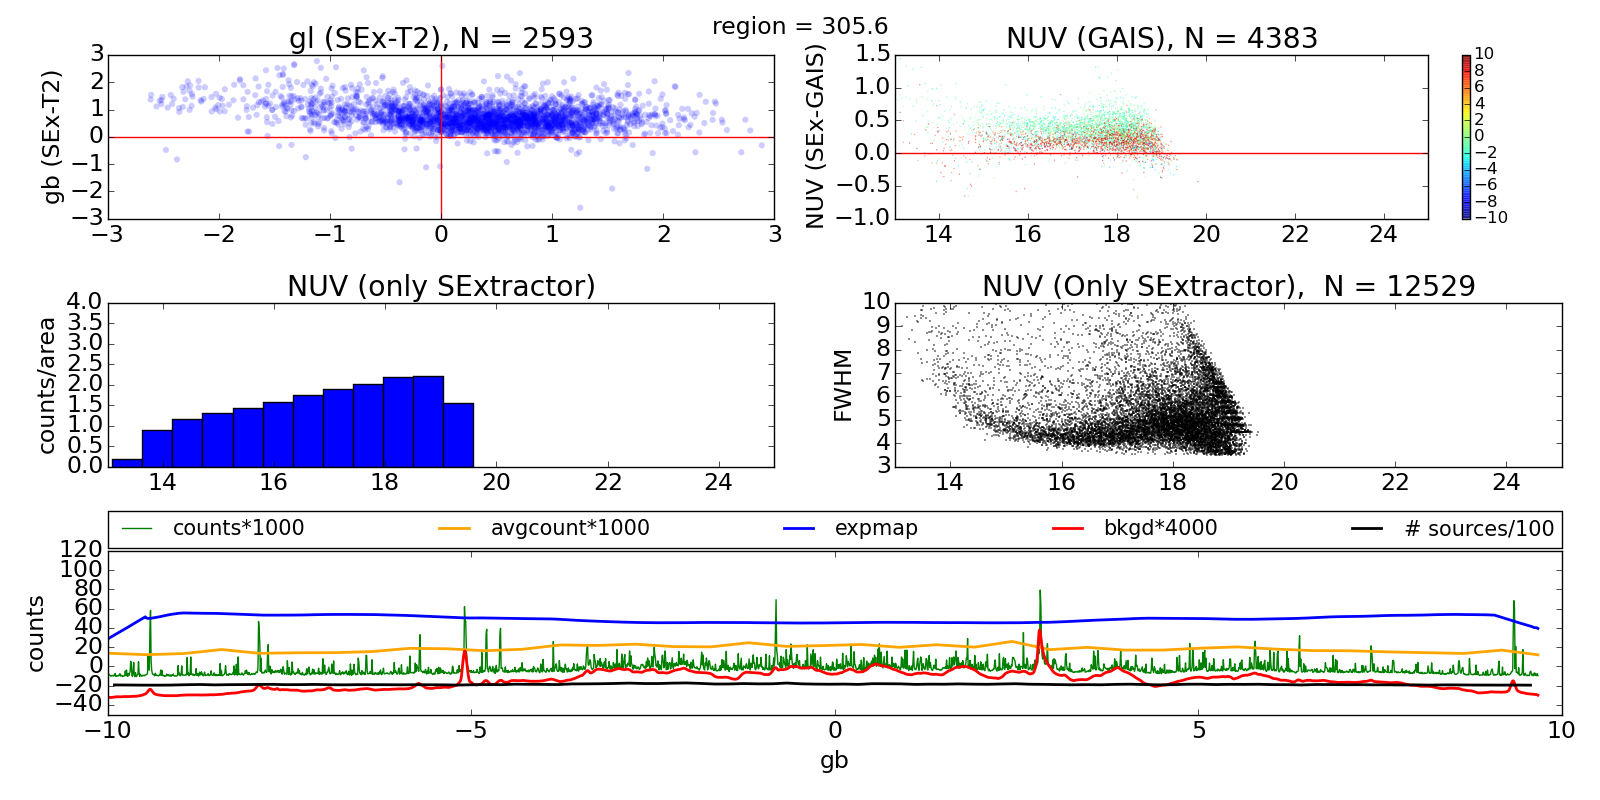 region = 305.6
gl (SEx-T2), N = 2593
gb (SEx-T2)
3
2
1
0
−1
−2
−3
−3 −2 −1 0 1 2 3
NUV (GAIS), N = 4383
NUV (SEx-GAIS)
1.5
1.0
0.5
0.0
−0.5
−1.0
14 16 18 20 22 24
10
8
6
4
2
0
−2
−4
−6
−8
−10
NUV (only SExtractor)
counts/area
4.0
3.5
3.0
2.5
2.0
1.5
1.0
0.5
0.0
14 16 18 20 22 24
NUV (Only SExtractor), N = 12529
FWHM
10
9
8
7
6
5
4
3
14 16 18 20 22 24
counts*1000 avgcount*1000 expmap bkgd*4000 # sources/100
counts
120
100
80
60
40
20
0
−20
−40
−10 −5 0 5 10
gb